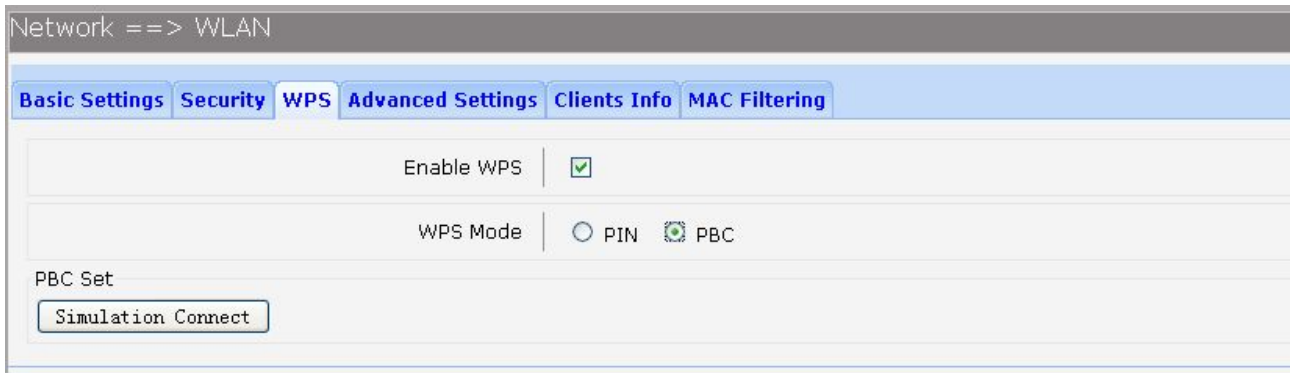 Network ==> WLAN
Basic Settings Security WPS Advanced Settings Clients Info MAC Filtering
Enable WPS
WPS Mode PIN PBC
PBC Set
Simulation Connect